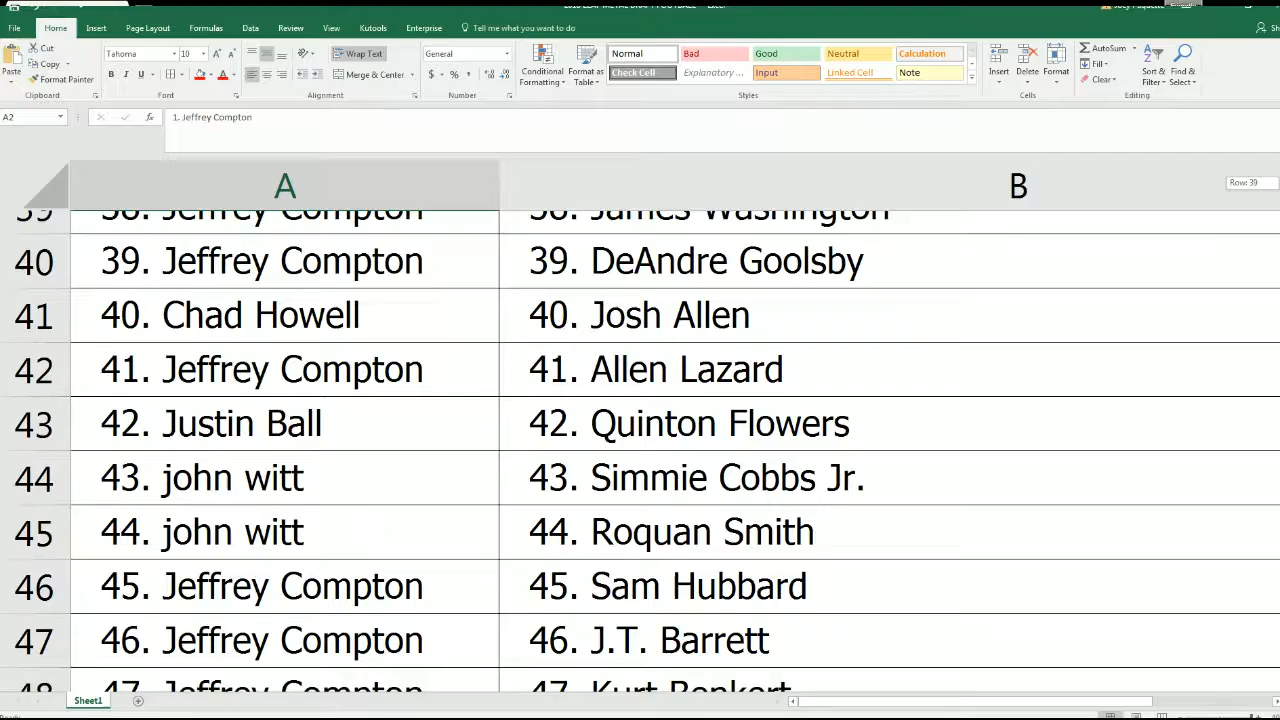 File Home Insert Page Layout Formulas Data Review View Kutools Enterprise Tell me what you want to do
Paste Cut Copy Format Painter Clipboard
Tahoma 10 B I U Font
Wrap Text Merge & Center Alignment
General $ % Number
Conditional Formatting Format as Table
Normal Bad Good Neutral Calculation
Check Cell Explanatory ... Input Linked Cell Note
Styles
Insert Delete Format Cells
AutoSum Fill Clear Sort & Filter Find & Select Editing
A2 fx 1. Jeffrey Compton
A B
Row: 39
39 38. Jeffrey Compton 38. James Washington
40 39. Jeffrey Compton 39. DeAndre Goolsby
41 40. Chad Howell 40. Josh Allen
42 41. Jeffrey Compton 41. Allen Lazard
43 42. Justin Ball 42. Quinton Flowers
44 43. john witt 43. Simmie Cobbs Jr.
45 44. john witt 44. Roquan Smith
46 45. Jeffrey Compton 45. Sam Hubbard
47 46. Jeffrey Compton 46. J.T. Barrett
48 47. Jeffrey Compton 47. Kurt Benkert
Sheet1